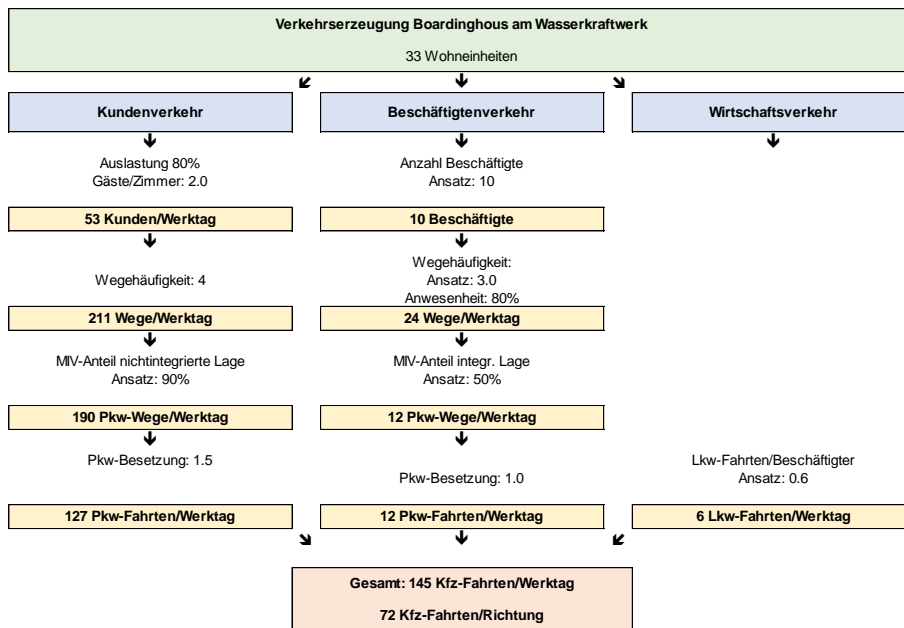 Verkehrserzeugung Boardinghous am Wasserkraftwerk
33 Wohneinheiten
Kundenverkehr
Beschäftigtenverkehr
Wirtschaftsverkehr
Auslastung 80%
Gäste/Zimmer: 2.0
Anzahl Beschäftigte
Ansatz: 10
53 Kunden/Werktag
10 Beschäftigte
Wegehäufigkeit: 4
Wegehäufigkeit:
Ansatz: 3.0
Anwesenheit: 80%
211 Wege/Werktag
24 Wege/Werktag
MIV-Anteil nichtintegrierte Lage
Ansatz: 90%
MIV-Anteil integr. Lage
Ansatz: 50%
190 Pkw-Wege/Werktag
12 Pkw-Wege/Werktag
Pkw-Besetzung: 1.5
Pkw-Besetzung: 1.0
Lkw-Fahrten/Beschäftigter
Ansatz: 0.6
127 Pkw-Fahrten/Werktag
12 Pkw-Fahrten/Werktag
6 Lkw-Fahrten/Werktag
Gesamt: 145 Kfz-Fahrten/Werktag
72 Kfz-Fahrten/Richtung